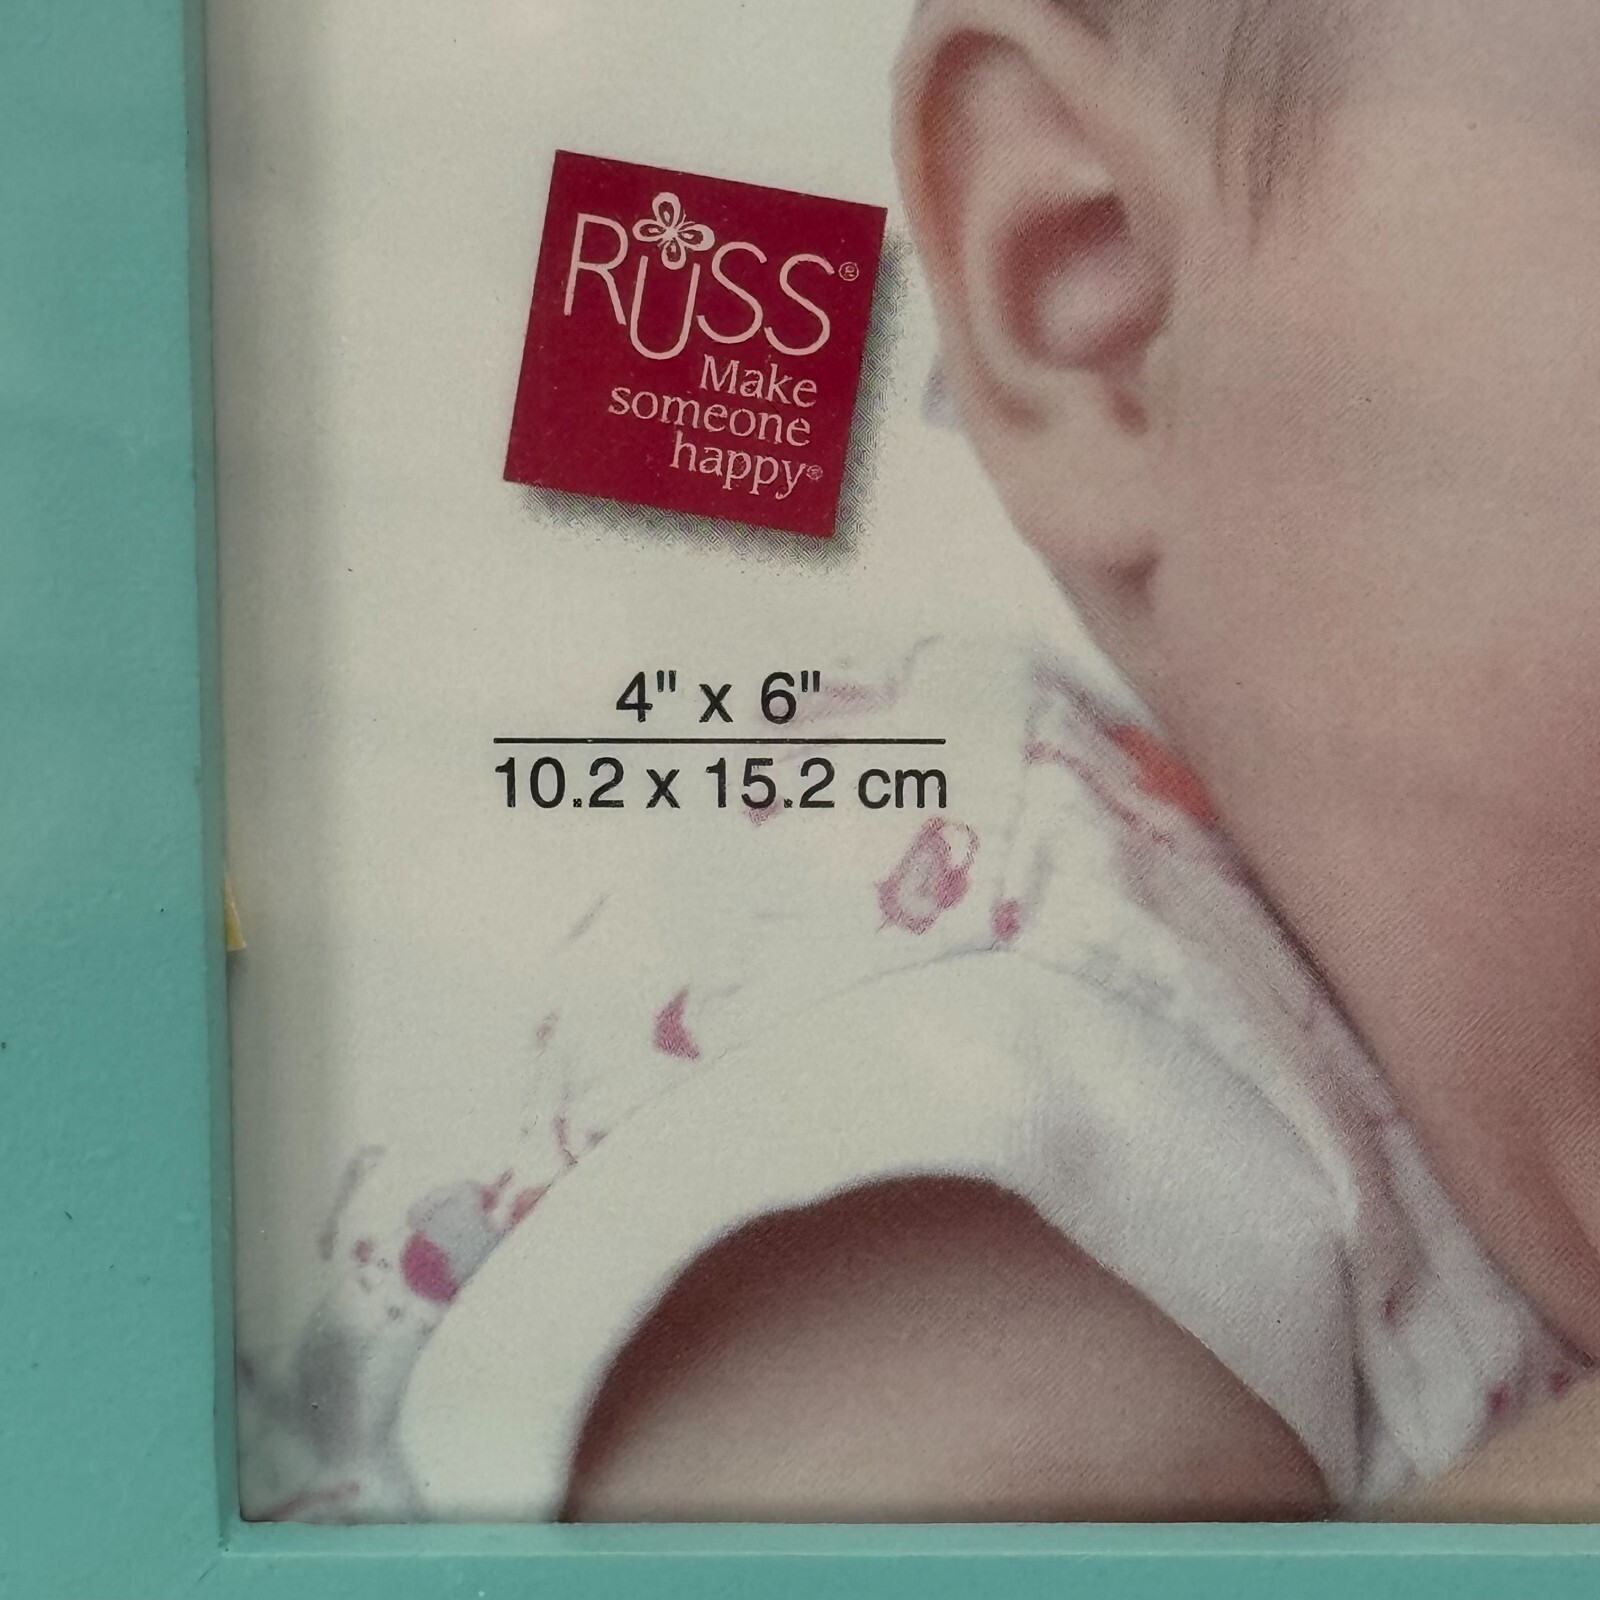 RUSS®
Make
someone
happy®
4" x 6"
10.2 x 15.2 cm